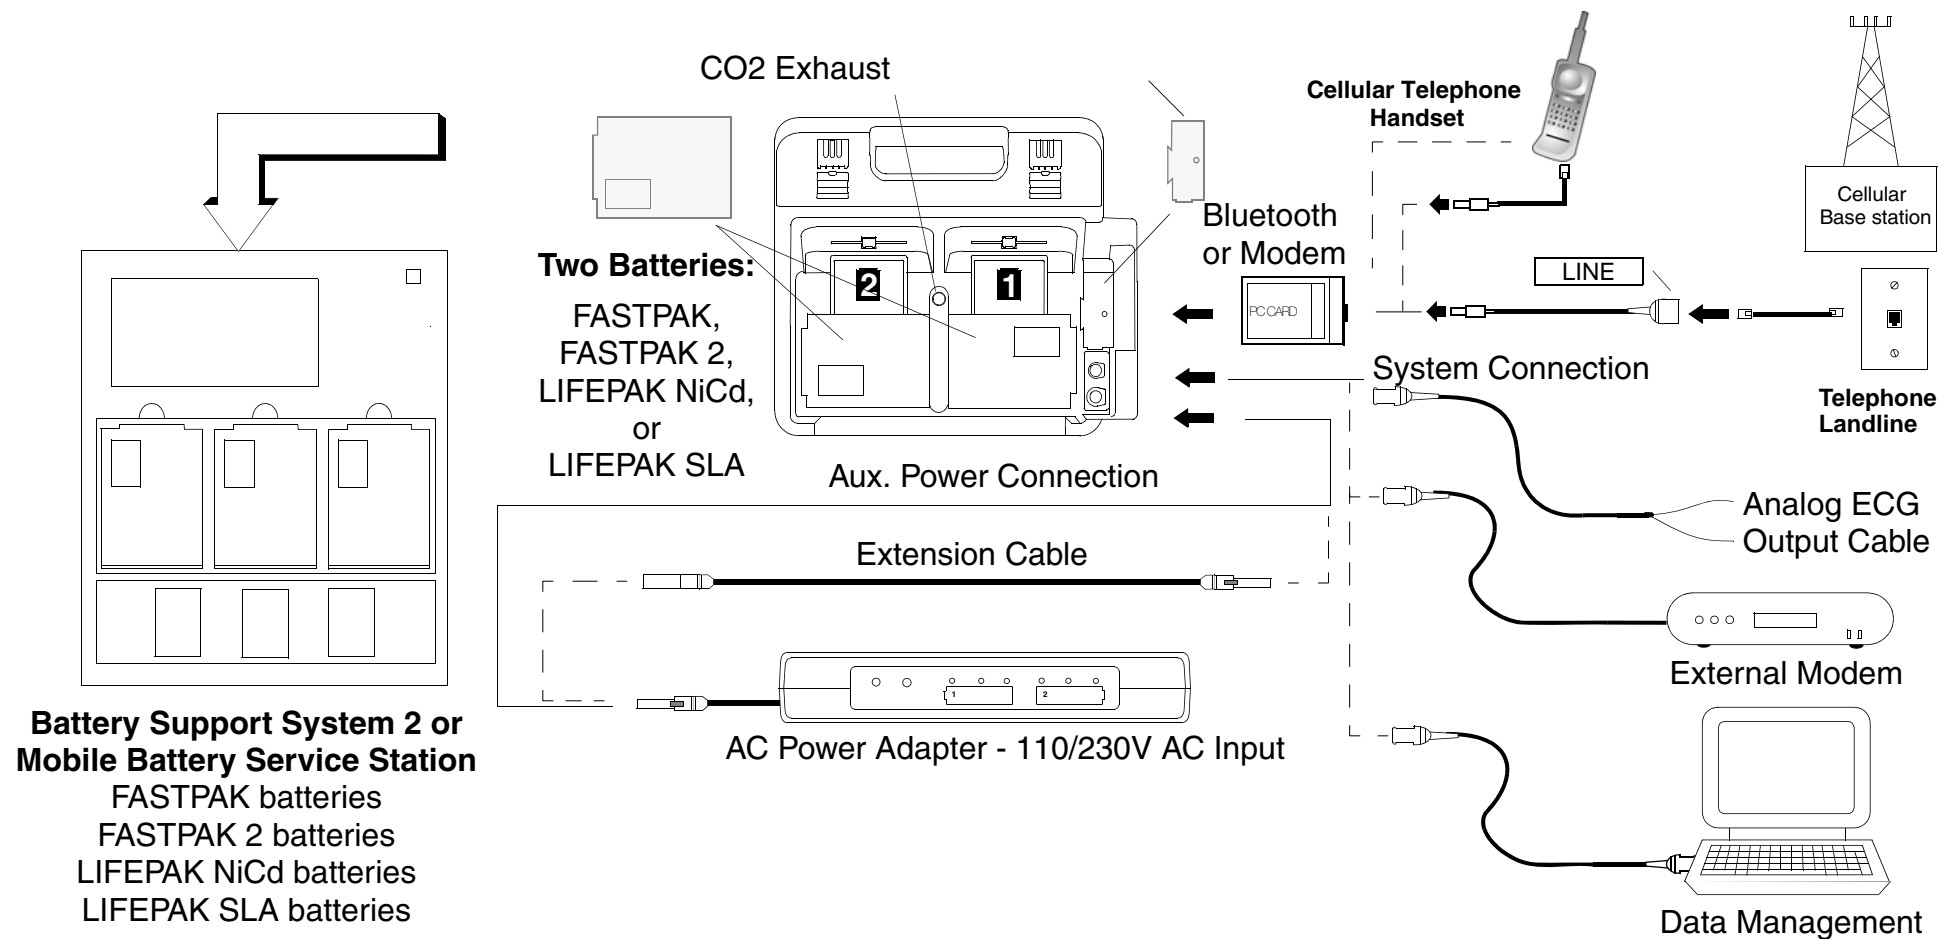 CO2 Exhaust
Cellular Telephone
Handset
Cellular
Base station
Bluetooth
or Modem
Two Batteries:
FASTPAK,
FASTPAK 2,
LIFEPAK NiCd,
or
LIFEPAK SLA
2
1
PC CARD
LINE
System Connection
Telephone
Landline
Aux. Power Connection
Analog ECG
Output Cable
Extension Cable
External Modem
1
2
AC Power Adapter - 110/230V AC Input
Battery Support System 2 or
Mobile Battery Service Station
FASTPAK batteries
FASTPAK 2 batteries
LIFEPAK NiCd batteries
LIFEPAK SLA batteries
Data Management